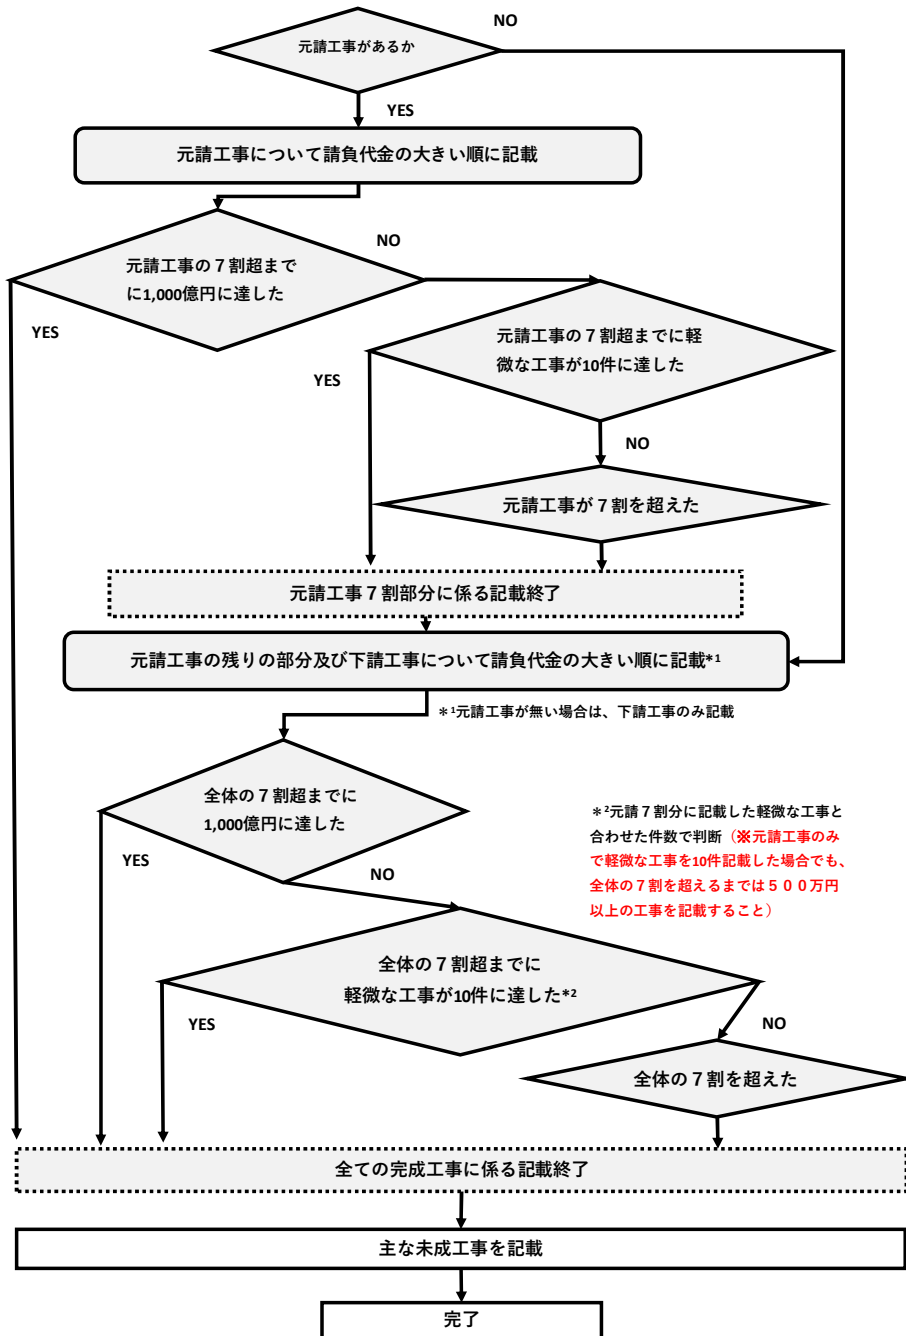 NO
元請工事があるか
YES
元請工事について請負代金の大きい順に記載
NO
元請工事の７割超まで
に1,000億円に達した
YES
元請工事の７割超までに軽
微な工事が10件に達した
YES
NO
元請工事が７割を超えた
元請工事７割部分に係る記載終了
元請工事の残りの部分及び下請工事について請負代金の大きい順に記載*1
＊1元請工事が無い場合は、下請工事のみ記載
全体の７割超までに
1,000億円に達した
YES
NO
＊2元請７割分に記載した軽微な工事と
合わせた件数で判断（※元請工事のみ
で軽微な工事を10件記載した場合でも、
全体の７割を超えるまでは５００万円
以上の工事を記載すること）
全体の７割超までに
軽微な工事が10件に達した*2
YES
NO
全体の７割を超えた
全ての完成工事に係る記載終了
主な未成工事を記載
完了